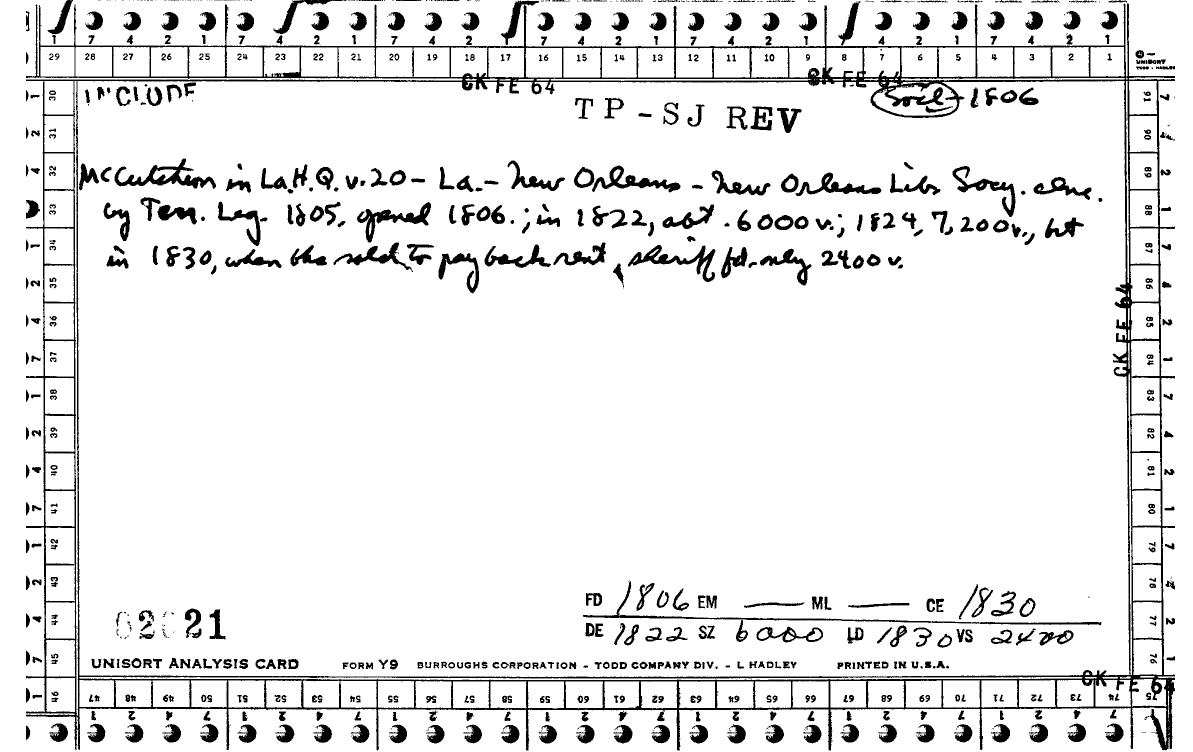 1 7 4 2 1 7 4 2 1 7 4 2 1 7 4 2 1 7 4 2 1 7 4 2 1 7 4 2 1
29 28 27 26 25 24 23 22 21 20 19 18 17 16 15 14 13 12 11 10 9 8 7 6 5 4 3 2 1
UNISORT
TODD - HADLEY
CK FE 64
CK FE 64
INCLUDE
TP-SJ REV
Socl-1806
McCutcheon in La.H.Q. v.20 - La. - New Orleans - New Orleans Libr Socy.
by Terr. Leg. 1805, opened 1806.; in 1822, abt. 6000 v.; 1824, 7,200v., but
in 1830, when bks sold to pay back rent, sheriff fd. only 2400 v.
CK FE 64
30 31 32 33 34 35 36 37 38 39 40 41 42 43 44 45 46
91 90 89 88 87 86 85 84 83 82 81 80 79 78 77 76 75
FD 1806 EM — ML — CE 1830
DE 1822 SZ 6000 LD 1830 VS 2400
02021
UNISORT ANALYSIS CARD FORM Y9 BURROUGHS CORPORATION - TODD COMPANY DIV. - L HADLEY PRINTED IN U.S.A.
CK FE 64
47 48 49 50 51 52 53 54 55 56 57 58 59 60 61 62 63 64 65 66 67 68 69 70 71 72 73 74
1 2 4 7 1 2 4 7 1 2 4 7 1 2 4 7 1 2 4 7 1 2 4 7 1 2 4 7